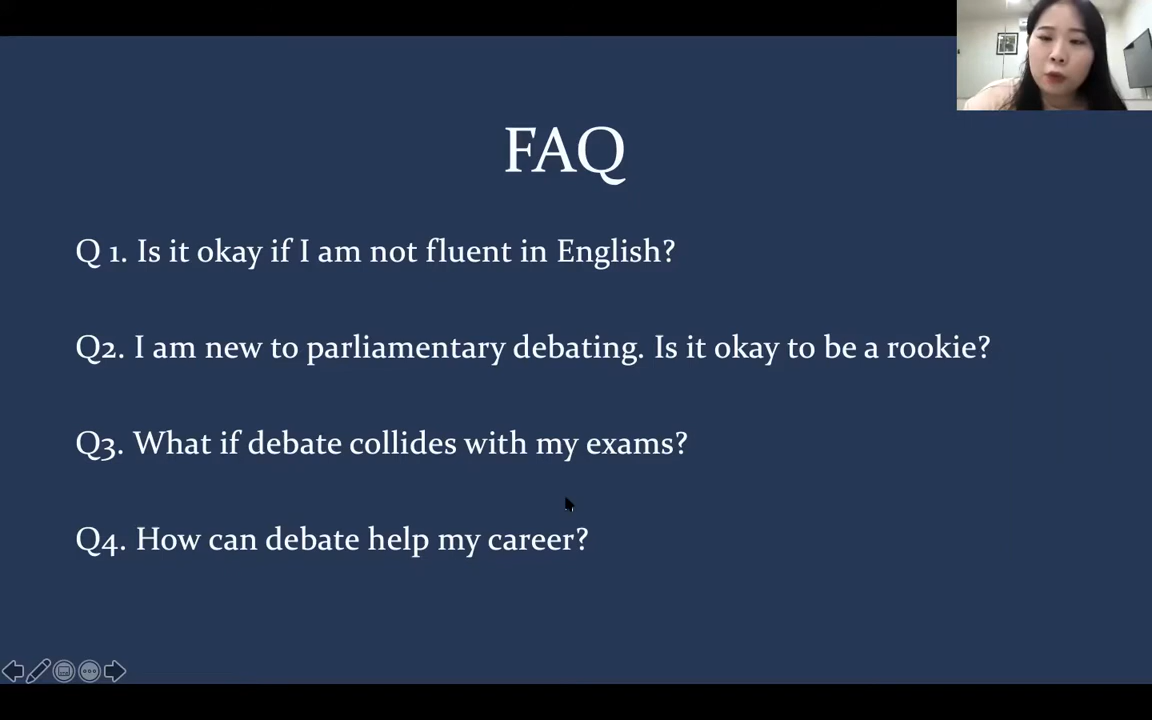 FAQ
Q 1. Is it okay if I am not fluent in English?
Q2. I am new to parliamentary debating. Is it okay to be a rookie?
Q3. What if debate collides with my exams?
Q4. How can debate help my career?